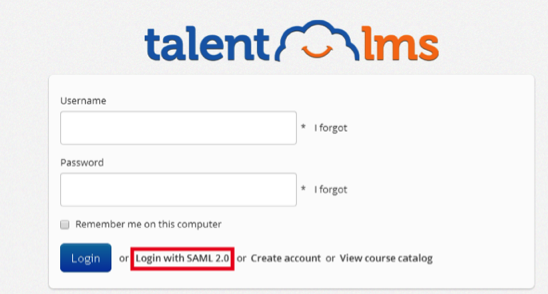 talent lms
Username
* I forgot
Password
* I forgot
Remember me on this computer
Login or Login with SAML 2.0 or Create account or View course catalog